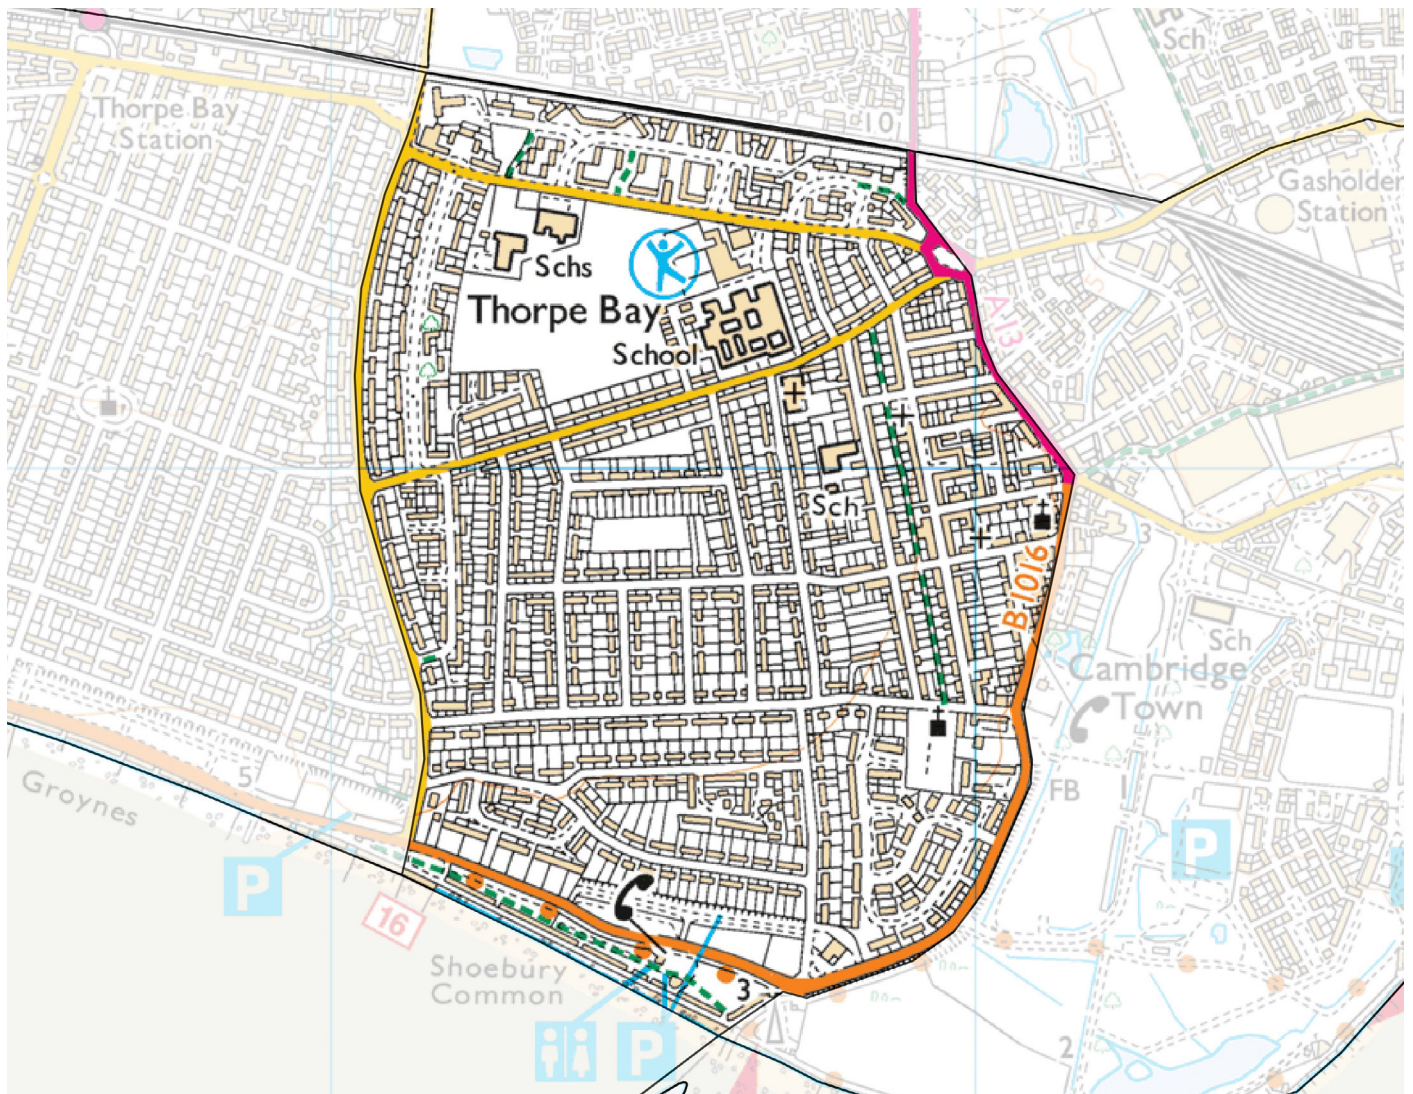 Sch
Thorpe Bay
Station
10
Gasholder
Station
Schs
Thorpe Bay
School
A13
Sch
B 1016
Sch
Cambridge
Town
5
Groynes
FB
P
P
16
Shoebury
Common
3
P
2